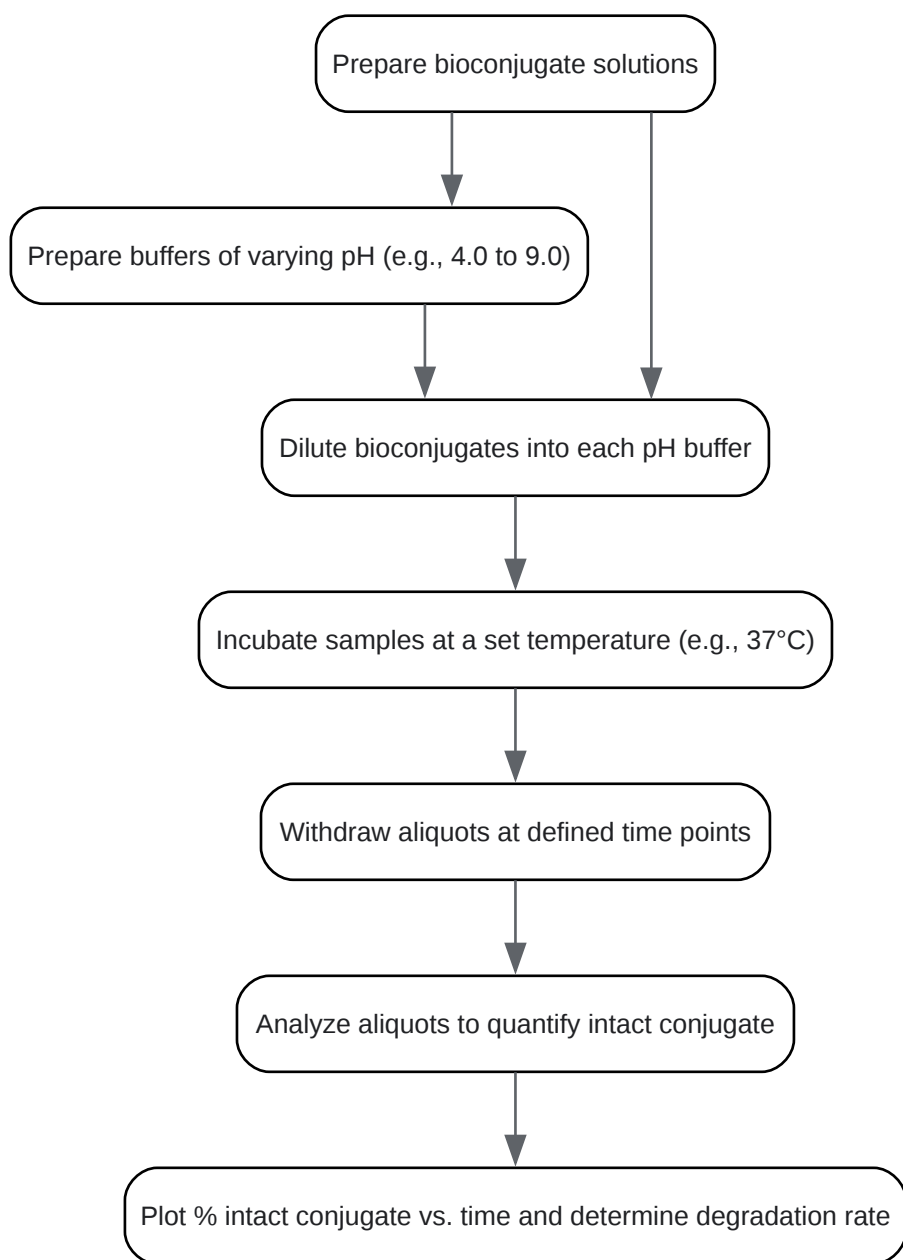 Prepare bioconjugate solutions
Prepare buffers of varying pH (e.g., 4.0 to 9.0)
Dilute bioconjugates into each pH buffer
Incubate samples at a set temperature (e.g., 37°C)
Withdraw aliquots at defined time points
Analyze aliquots to quantify intact conjugate
Plot % intact conjugate vs. time and determine degradation rate